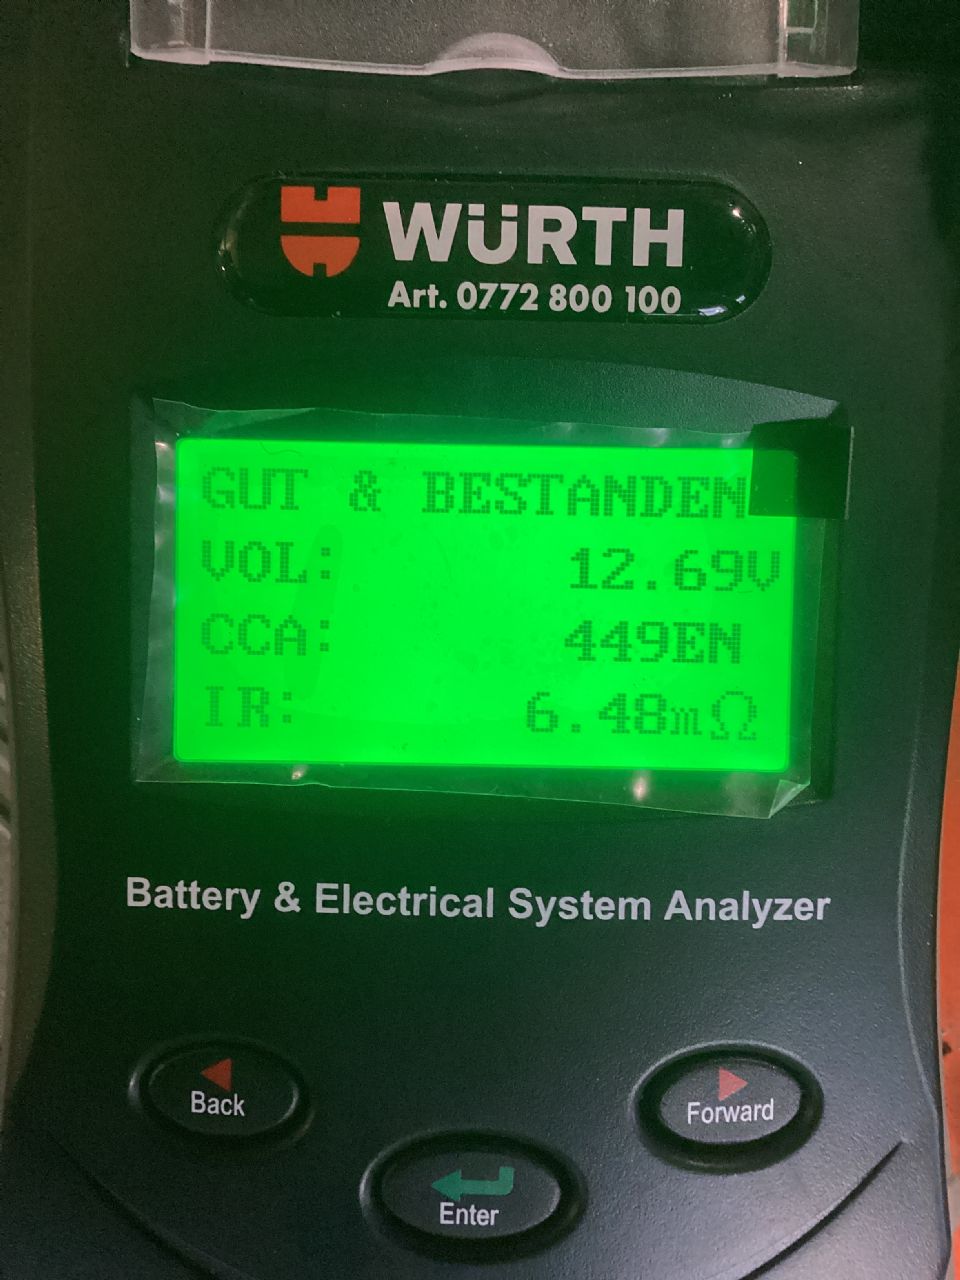 WÜRTH
Art. 0772 800 100
GUT & BESTANDEN
VOL: 12.69V
CCA: 449EN
IR: 6.48mΩ
Battery & Electrical System Analyzer
Back
Forward
Enter